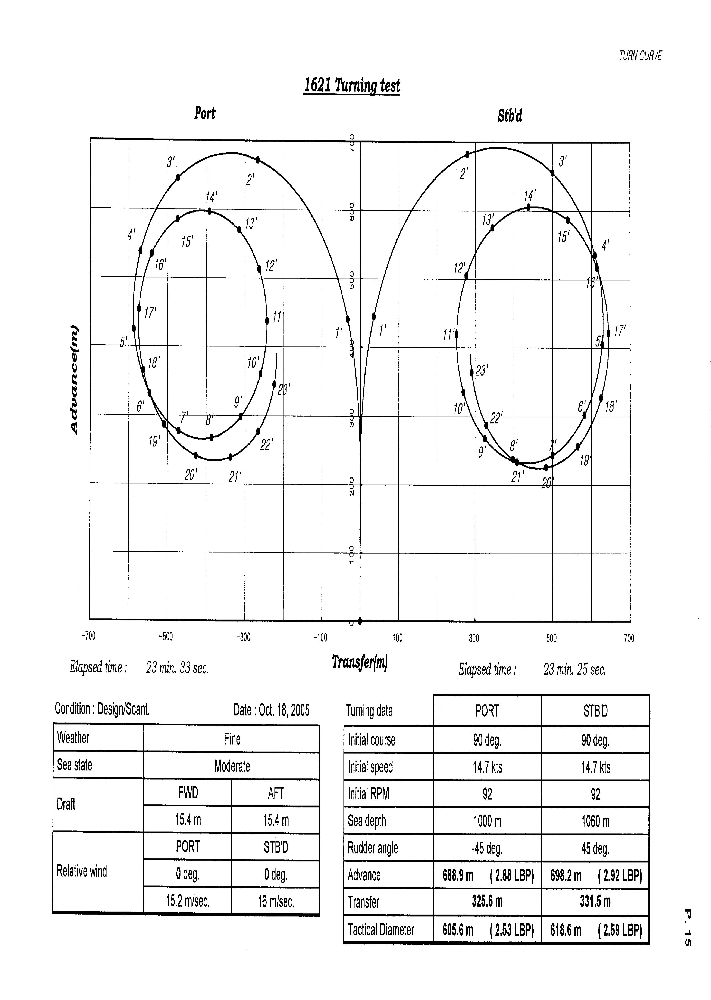 TURN CURVE
1621 Turning test
Port
Stb'd
700
3'
3'
2'
2'
14'
14'
13'
13'
600
4'
15'
15'
4'
16'
12'
12'
16'
500
17'
11'
1'
1'
11'
17'
5'
5'
400
Advance(m)
18'
10'
23'
23'
6'
9'
10'
6'
18'
7'
8'
300
22'
19'
22'
9'
8'
7'
19'
20'
21'
21'
20'
200
100
0
-700 -500 -300 -100 100 300 500 700
Transfer(m)
Elapsed time : 23 min. 33 sec.
Elapsed time : 23 min. 25 sec.
Condition : Design/Scant. Date : Oct. 18, 2005
Weather Fine
Sea state Moderate
Draft FWD AFT
15.4 m 15.4 m
Relative wind PORT STB'D
0 deg. 0 deg.
15.2 m/sec. 16 m/sec.
Turning data PORT STB'D
Initial course 90 deg. 90 deg.
Initial speed 14.7 kts 14.7 kts
Initial RPM 92 92
Sea depth 1000 m 1060 m
Rudder angle -45 deg. 45 deg.
Advance 688.9 m ( 2.88 LBP) 698.2 m ( 2.92 LBP)
Transfer 325.6 m 331.5 m
Tactical Diameter 605.6 m ( 2.53 LBP) 618.6 m ( 2.59 LBP)
P. 15